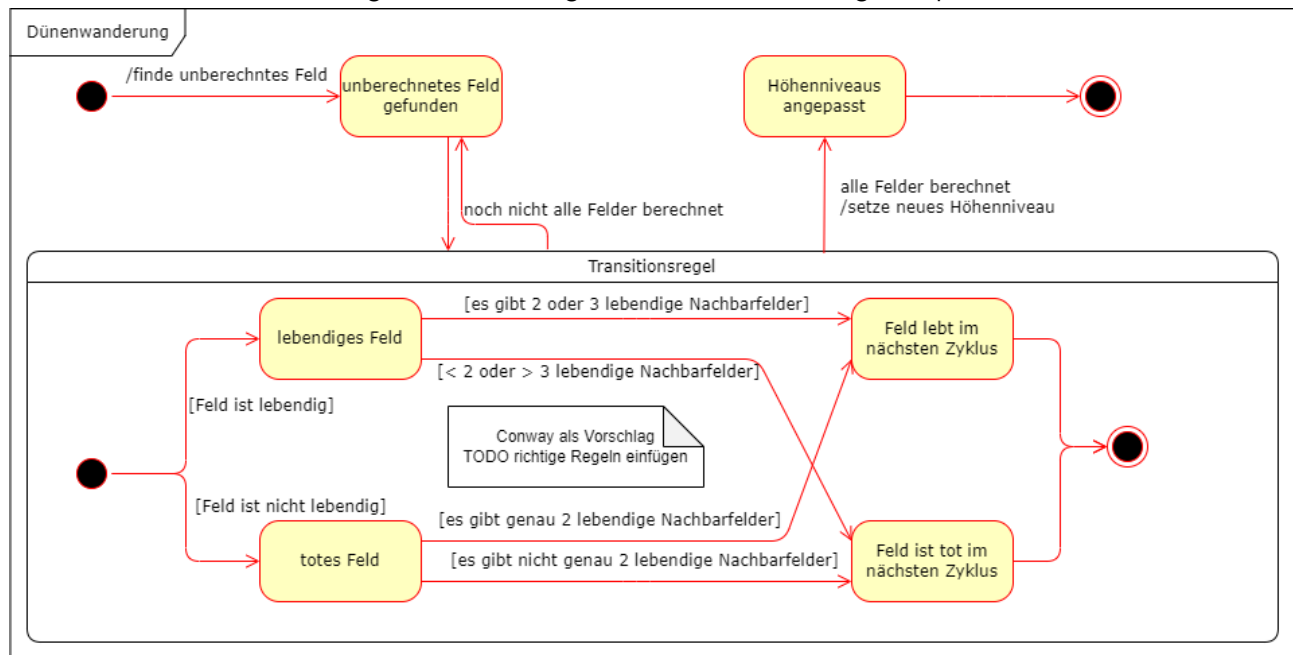 Dünenwanderung
/finde unberechntes Feld
unberechnetes Feld
gefunden
Höhenniveaus
angepasst
noch nicht alle Felder berechnet
alle Felder berechnet
/setze neues Höhenniveau
Transitionsregel
[es gibt 2 oder 3 lebendige Nachbarfelder]
lebendiges Feld
Feld lebt im
nächsten Zyklus
[< 2 oder > 3 lebendige Nachbarfelder]
[Feld ist lebendig]
Conway als Vorschlag
TODO richtige Regeln einfügen
[Feld ist nicht lebendig]
[es gibt genau 2 lebendige Nachbarfelder]
totes Feld
[es gibt nicht genau 2 lebendige Nachbarfelder]
Feld ist tot im
nächsten Zyklus